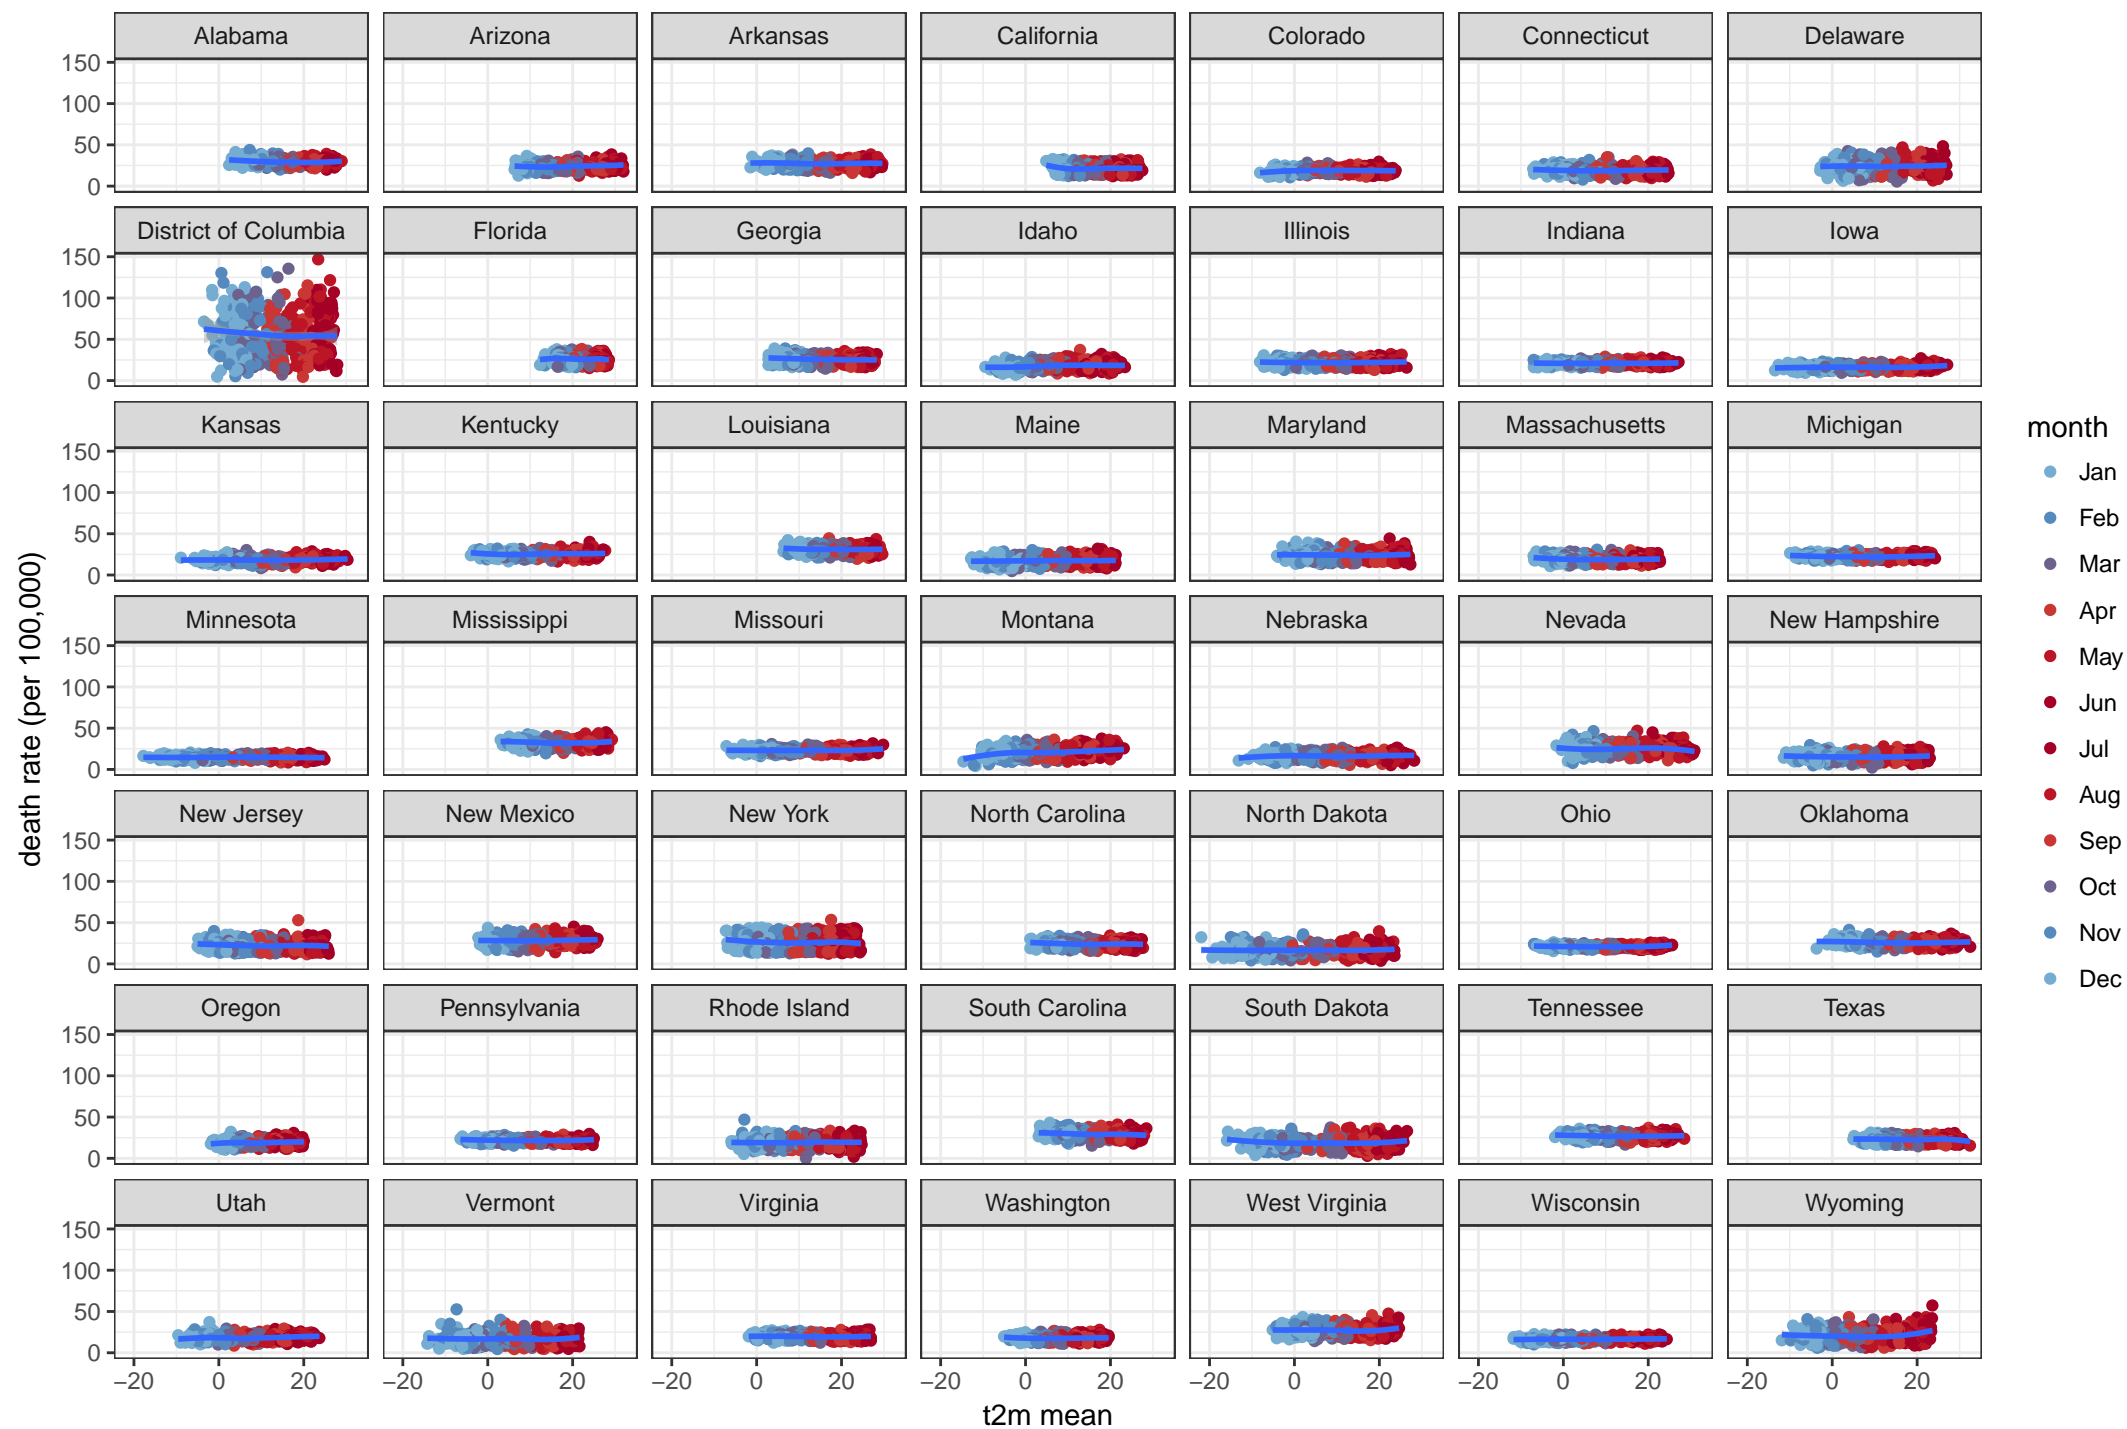 Alabama Arizona Arkansas California Colorado Connecticut Delaware
150
100
50
0
District of Columbia Florida Georgia Idaho Illinois Indiana Iowa
150
100
50
0
Kansas Kentucky Louisiana Maine Maryland Massachusetts Michigan
150
100
50
0
Minnesota Mississippi Missouri Montana Nebraska Nevada New Hampshire
150
100
50
0
New Jersey New Mexico New York North Carolina North Dakota Ohio Oklahoma
150
100
50
0
Oregon Pennsylvania Rhode Island South Carolina South Dakota Tennessee Texas
150
100
50
0
Utah Vermont Virginia Washington West Virginia Wisconsin Wyoming
150
100
50
0
−20 0 20 −20 0 20 −20 0 20 −20 0 20 −20 0 20 −20 0 20 −20 0 20
t2m mean
death rate (per 100,000)
month
Jan
Feb
Mar
Apr
May
Jun
Jul
Aug
Sep
Oct
Nov
Dec